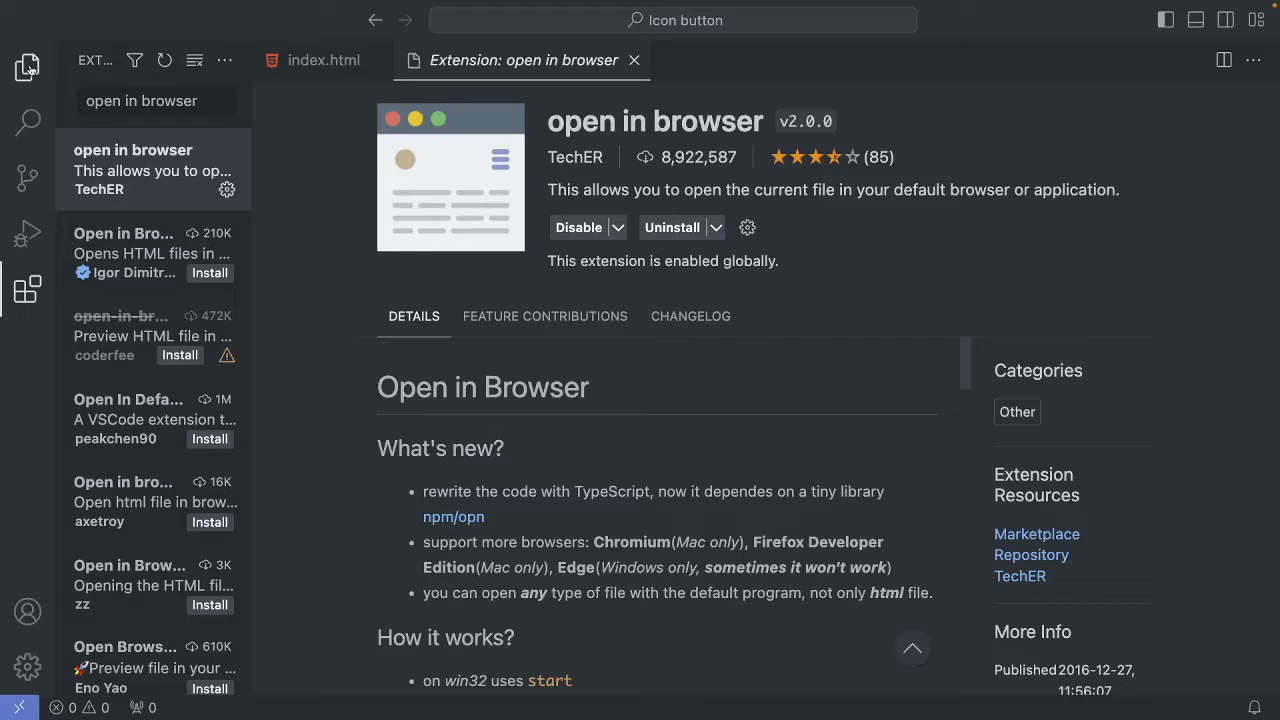 Icon button
EXT...
open in browser
open in browser
This allows you to op...
TechER
Open in Bro... 210K
Opens HTML files in ...
Igor Dimitr... Install
open-in-br... 472K
Preview HTML file in ...
coderfee Install
Open In Defa... 1M
A VSCode extension t...
peakchen90 Install
Open in bro... 16K
Open html file in brow...
axetroy Install
Open in Brow... 3K
Opening the HTML fil...
zz Install
Open Brows... 610K
🚀Preview file in your ...
Eno Yao Install
index.html
Extension: open in browser
open in browser v2.0.0
TechER 8,922,587 (85)
This allows you to open the current file in your default browser or application.
Disable Uninstall
This extension is enabled globally.
DETAILS FEATURE CONTRIBUTIONS CHANGELOG
Open in Browser
What's new?
• rewrite the code with TypeScript, now it dependes on a tiny library
npm/opn
• support more browsers: Chromium(Mac only), Firefox Developer
Edition(Mac only), Edge(Windows only, sometimes it won't work)
• you can open any type of file with the default program, not only html file.
How it works?
• on win32 uses start
Categories
Other
Extension
Resources
Marketplace
Repository
TechER
More Info
Published 2016-12-27,
11:56:07
0 0 0